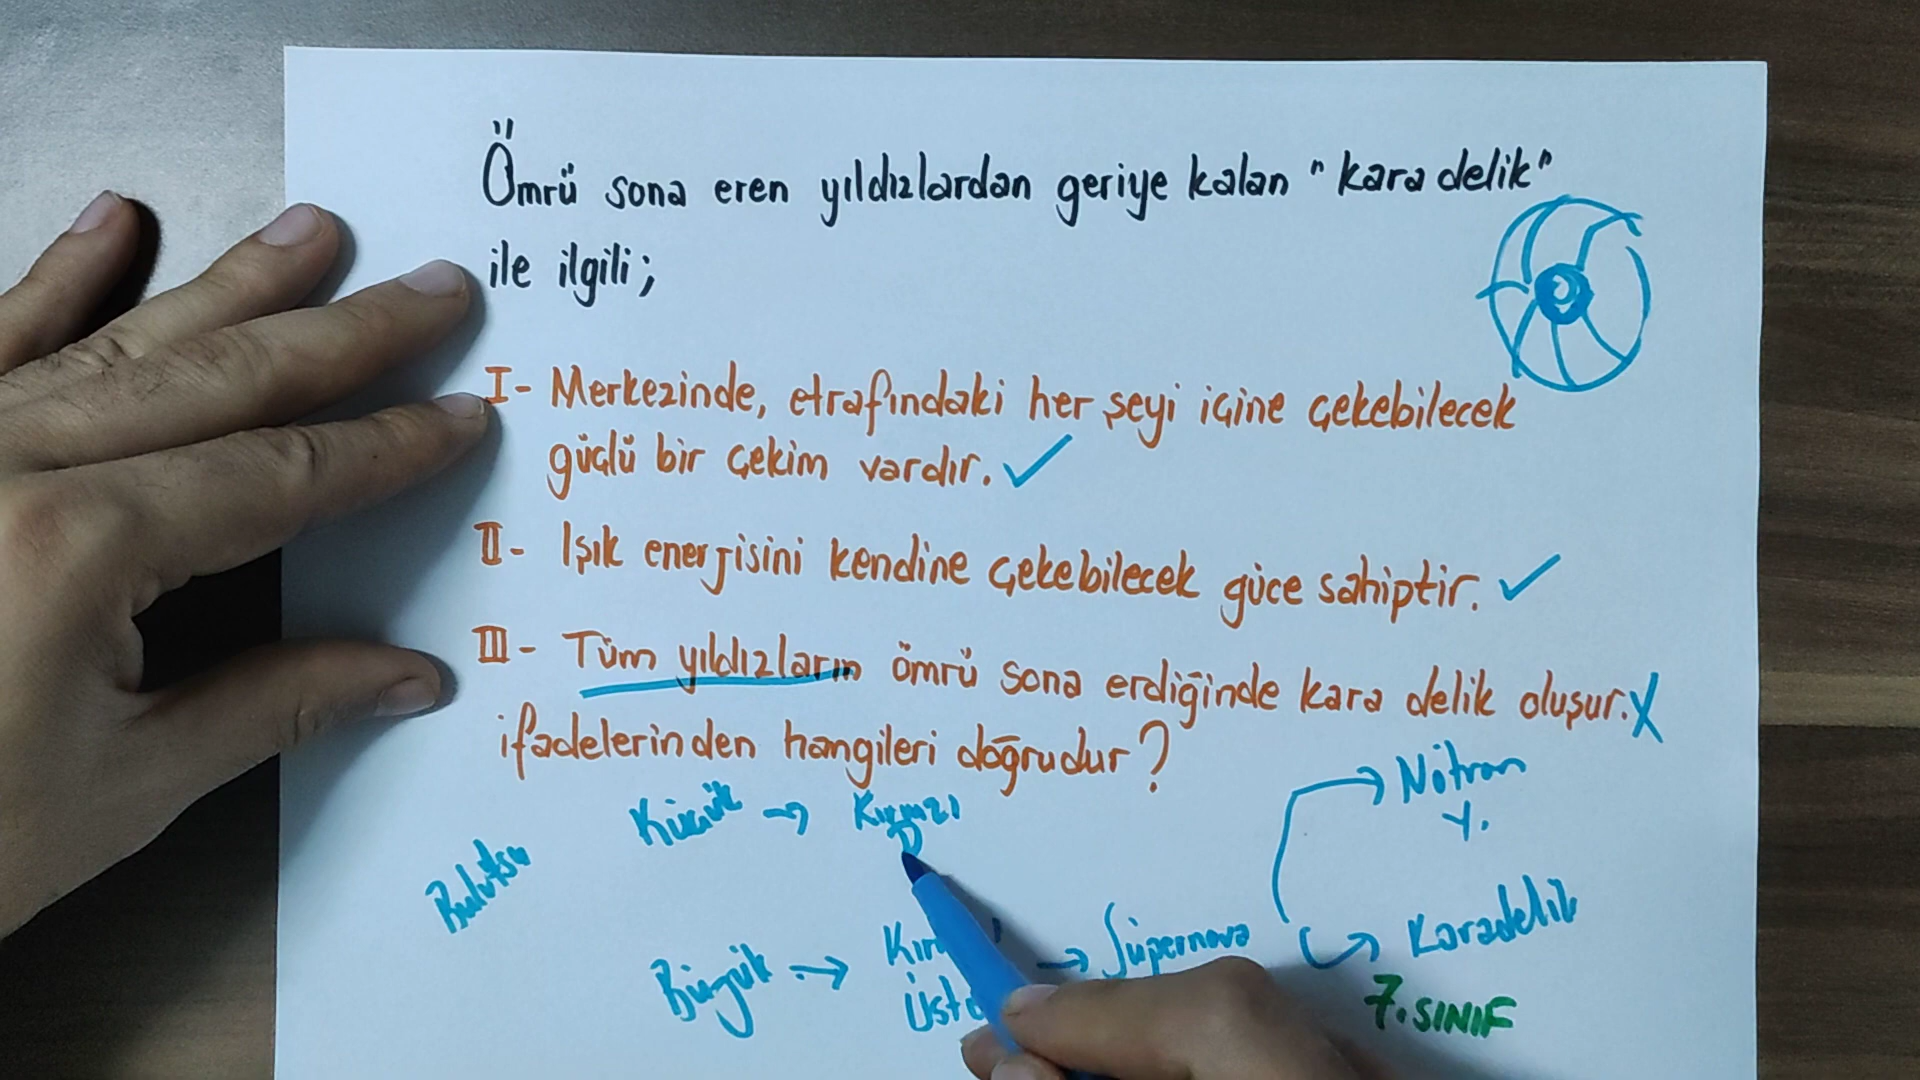 Ömrü sona eren yıldızlardan geriye kalan "kara delik"
ile ilgili;
I- Merkezinde, etrafındaki her şeyi içine çekebilecek
güçlü bir çekim vardır. ✓
II- Işık enerjisini kendine çekebilecek güce sahiptir. ✓
III- Tüm yıldızların ömrü sona erdiğinde kara delik oluşur. X
ifadelerinden hangileri doğrudur?
Nötron
Y.
Küçük → Kırmızı
Bulutsu
Büyük → → Süpernova
Karadelik
7. SINIF